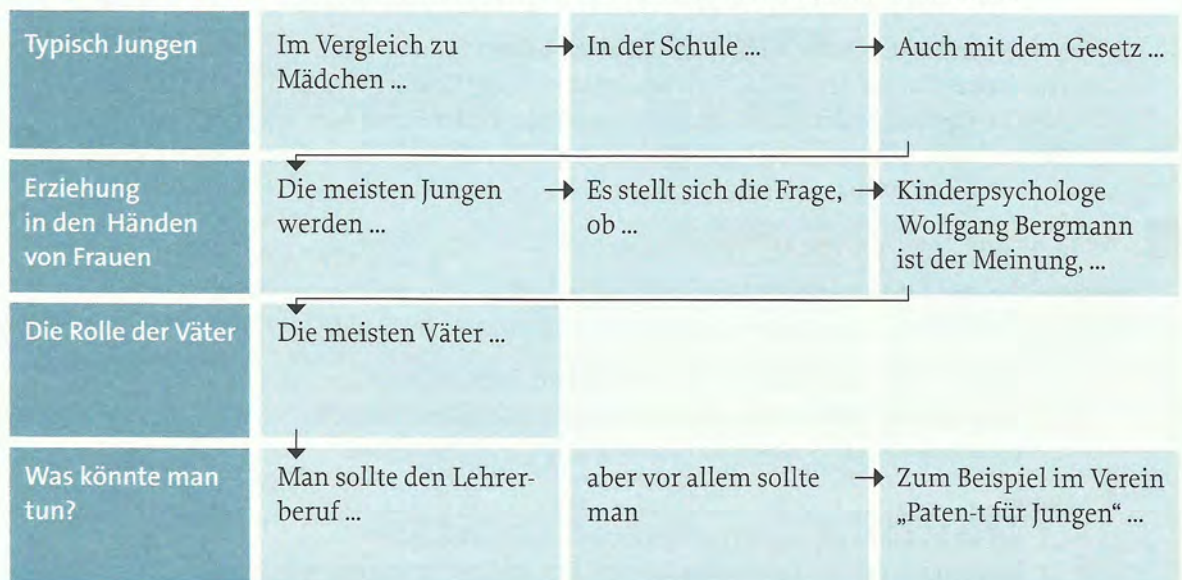 Typisch Jungen
Im Vergleich zu
Mädchen ...
In der Schule ...
Auch mit dem Gesetz ...
Erziehung
in den Händen
von Frauen
Die meisten Jungen
werden ...
Es stellt sich die Frage,
ob ...
Kinderpsychologe
Wolfgang Bergmann
ist der Meinung, ...
Die Rolle der Väter
Die meisten Väter ...
Was könnte man
tun?
Man sollte den Lehrer-
beruf ...
aber vor allem sollte
man
Zum Beispiel im Verein
„Paten-t für Jungen“ ...